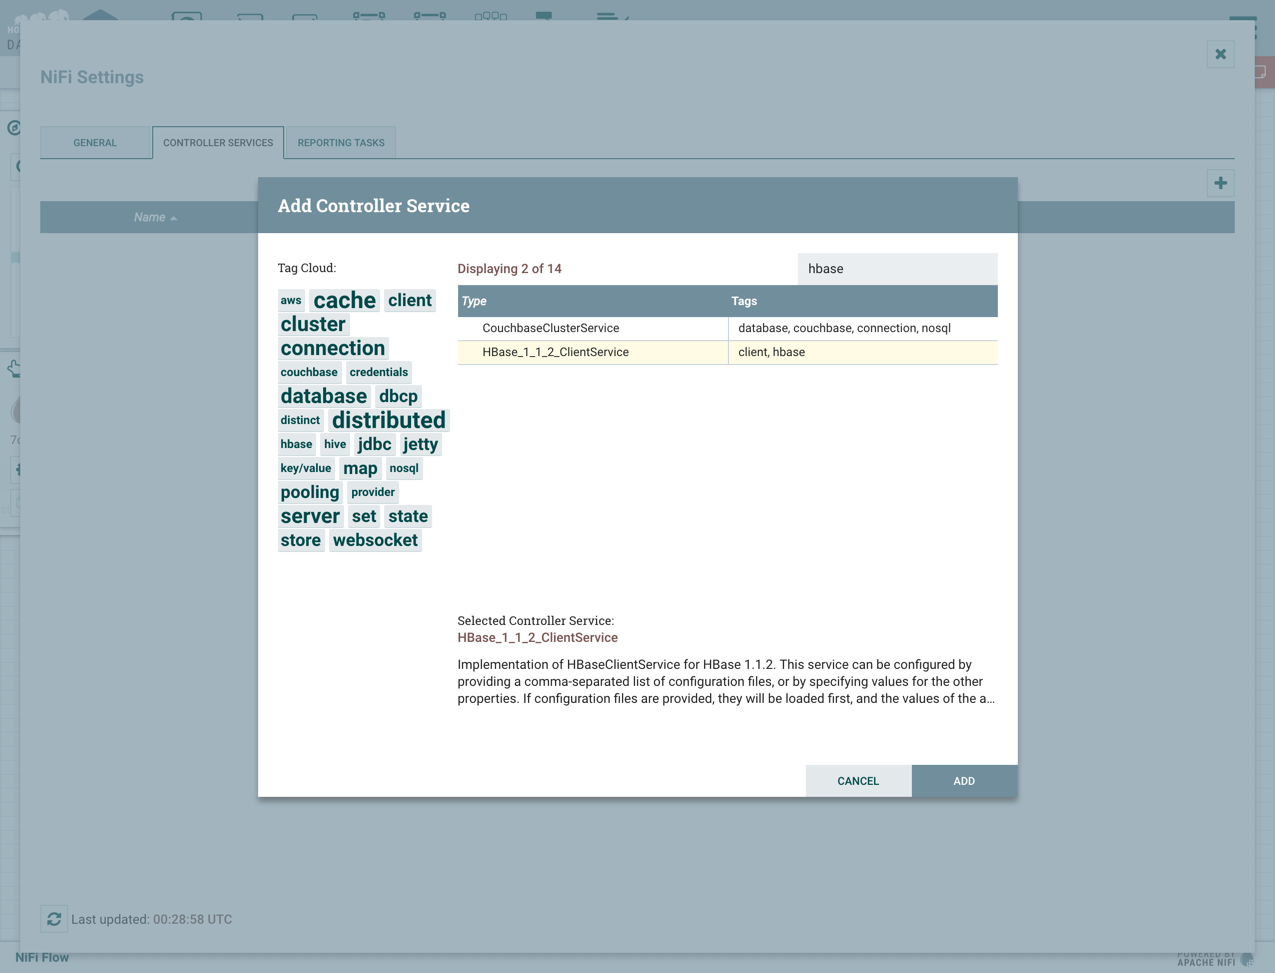 HO
DA
NiFi Settings
GENERAL
CONTROLLER SERVICES
REPORTING TASKS
Name
Add Controller Service
Tag Cloud:
aws cache client
cluster
connection
couchbase credentials
database dbcp
distinct distributed
hbase hive jdbc jetty
key/value map nosql
pooling provider
server set state
store websocket
Displaying 2 of 14
hbase
Type Tags
CouchbaseClusterService database, couchbase, connection, nosql
HBase_1_1_2_ClientService client, hbase
Selected Controller Service:
HBase_1_1_2_ClientService
Implementation of HBaseClientService for HBase 1.1.2. This service can be configured by
providing a comma-separated list of configuration files, or by specifying values for the other
properties. If configuration files are provided, they will be loaded first, and the values of the a...
CANCEL
ADD
Last updated: 00:28:58 UTC
NiFi Flow
POWERED BY
APACHE NIFI